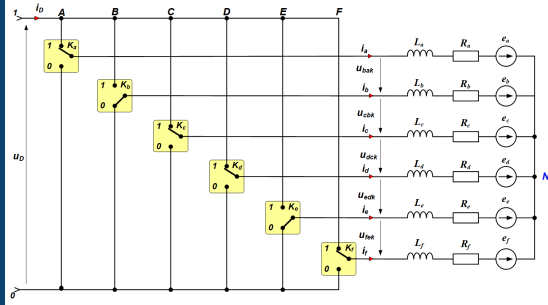 1 i_D A B C D E F
1 K_a 0 i_a L_a R_a e_a
u_bak
1 K_b 0 i_b L_b R_b e_b
u_cbk
1 K_c 0 i_c L_c R_c e_c
u_dck
u_D 1 K_d 0 i_d L_d R_d e_d N
u_edk
1 K_e 0 i_e L_e R_e e_e
u_fek
1 K_f 0 i_f L_f R_f e_f
0